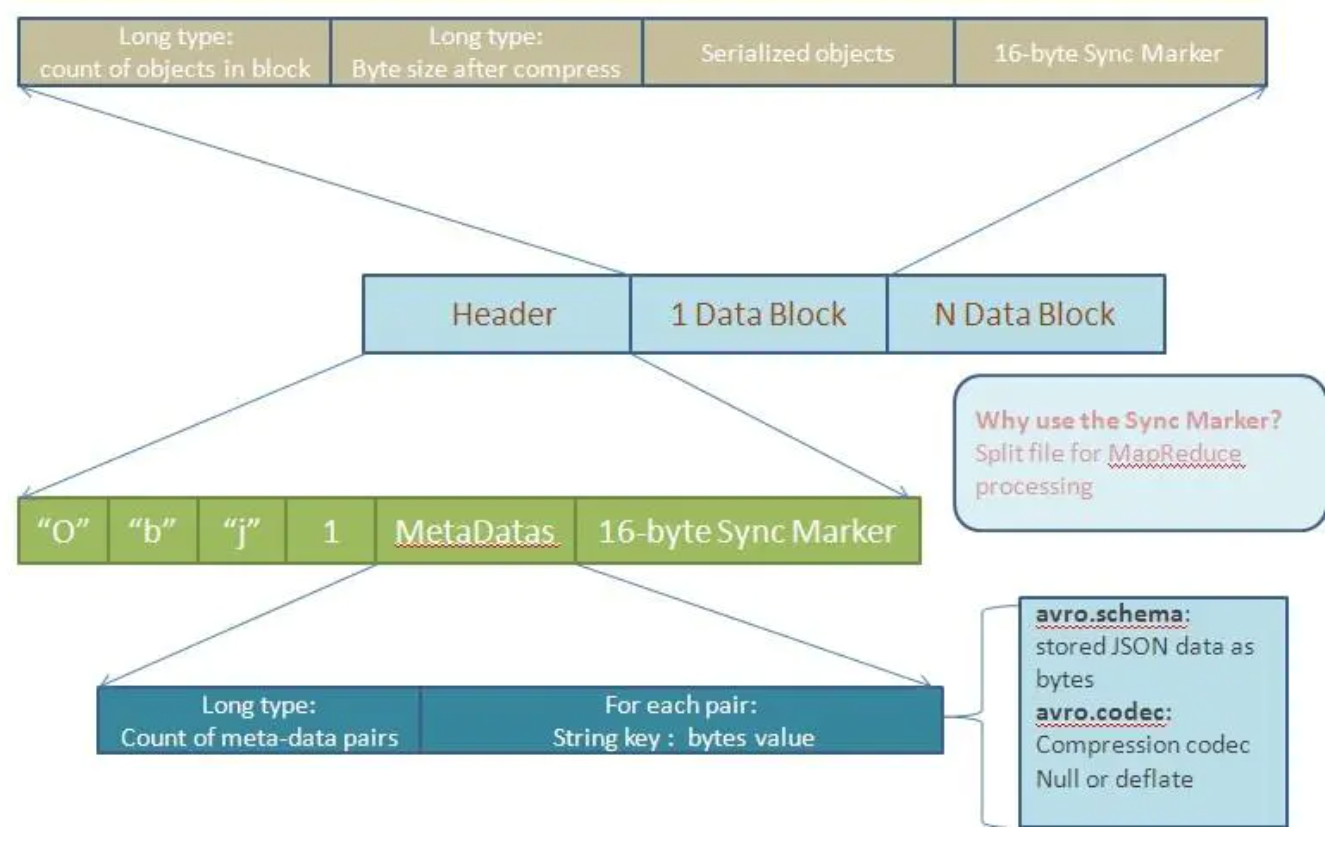 Long type:
count of objects in block
Long type:
Byte size after compress
Serialized objects
16-byte Sync Marker
Header
1 Data Block
N Data Block
Why use the Sync Marker?
Split file for MapReduce
processing
“O”
“b”
“j”
1
MetaDatas
16-byte Sync Marker
avro.schema:
stored JSON data as
bytes
avro.codec:
Compression codec
Null or deflate
Long type:
Count of meta-data pairs
For each pair:
String key : bytes value